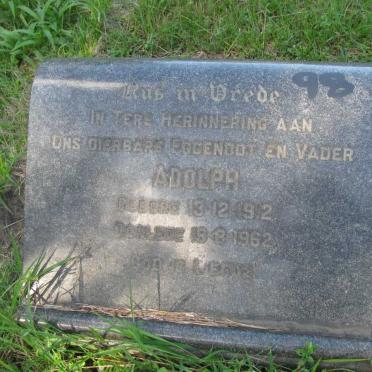 Rus in Vrede 98
IN TERE HERINNERING AAN
ONS DIERBARE EGGENOOT EN VADER
ADOLPH
GEBORE 13-12-1912
OORLEDE 1962